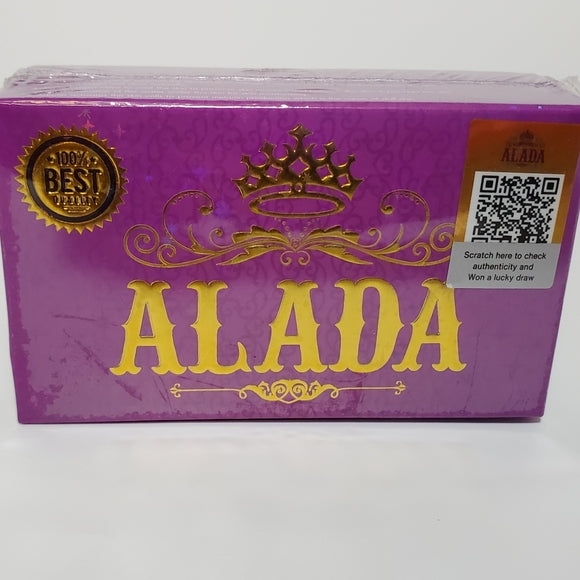 100%
BEST
ALADA
Scratch here to check
authenticity and
Won a lucky draw
ALADA